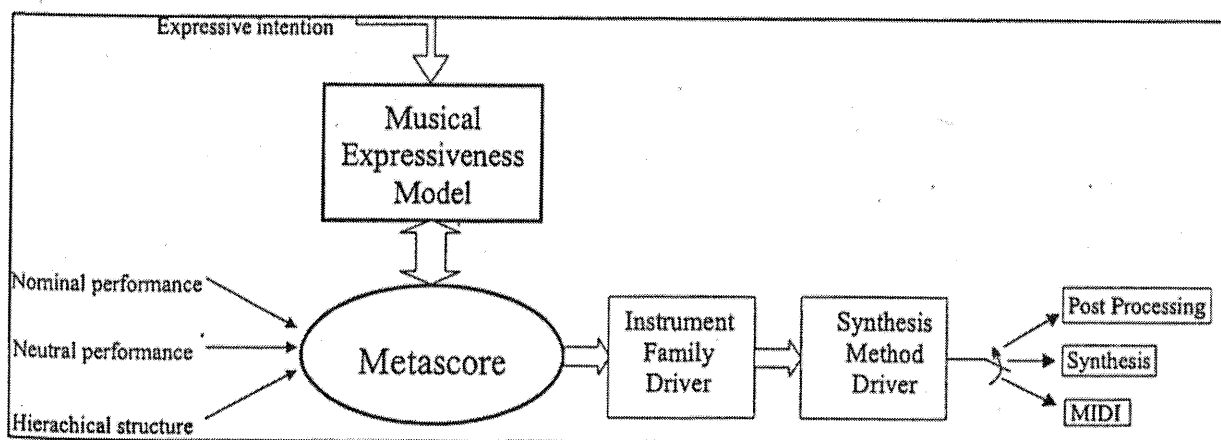 Expressive intention
Musical
Expressiveness
Model
Nominal performance
Neutral performance
Hierachical structure
Metascore
Instrument
Family
Driver
Synthesis
Method
Driver
Post Processing
Synthesis
MIDI